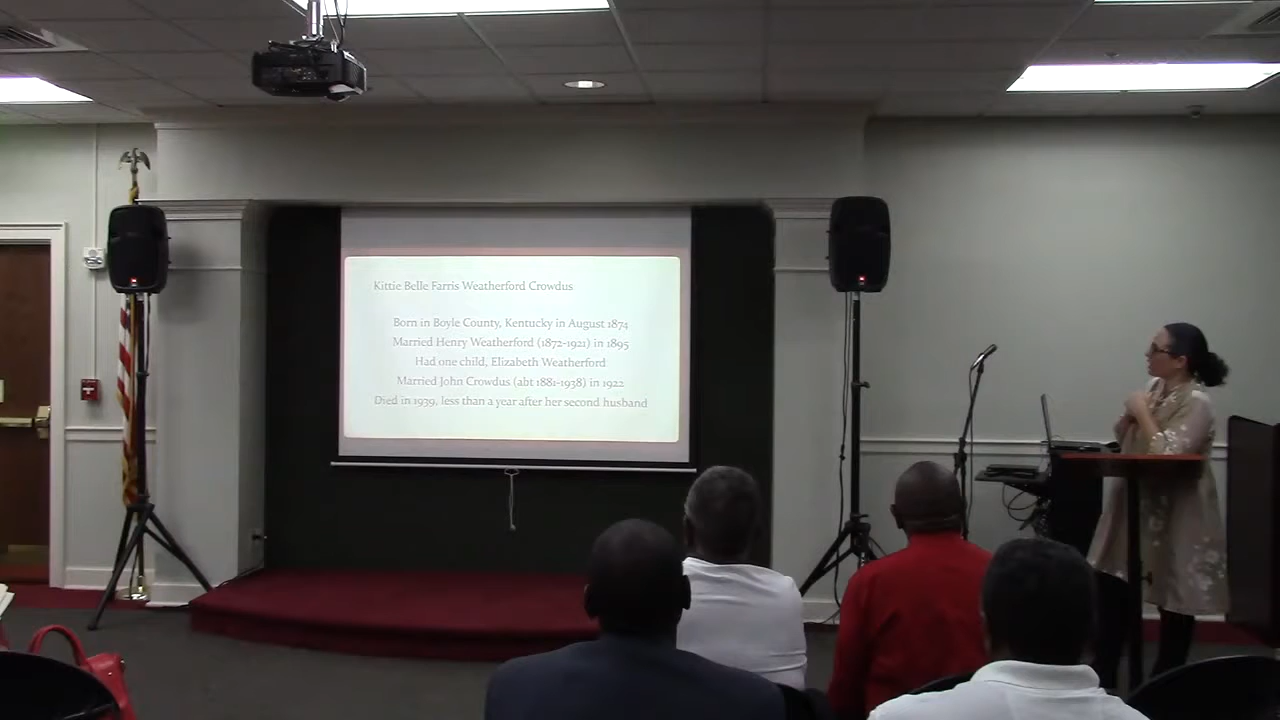 Kittie Belle Farris Weatherford Crowdus
Born in Boyle County, Kentucky in August 1874
Married Henry Weatherford (1872-1921) in 1895
Had one child, Elizabeth Weatherford
Married John Crowdus (abt 1881-1938) in 1922
Died in 1939, less than a year after her second husband